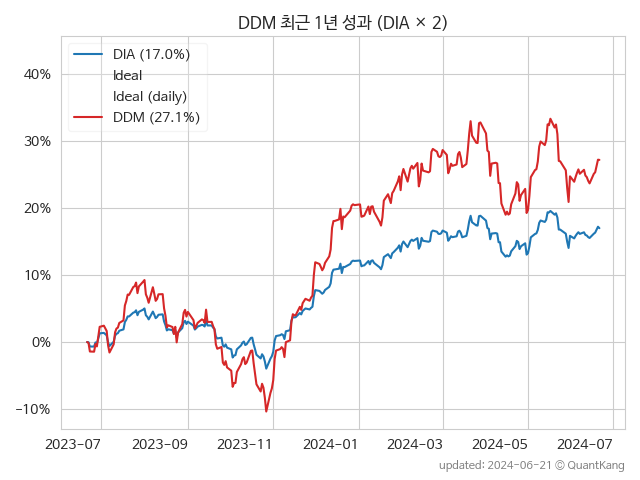 DDM 최근 1년 성과 (DIA × 2)
DIA (17.0%)
Ideal
Ideal (daily)
DDM (27.1%)
40%
30%
20%
10%
0%
−10%
2023−07
2023−09
2023−11
2024−01
2024−03
2024−05
2024−07
updated: 2024-06-21 © QuantKang